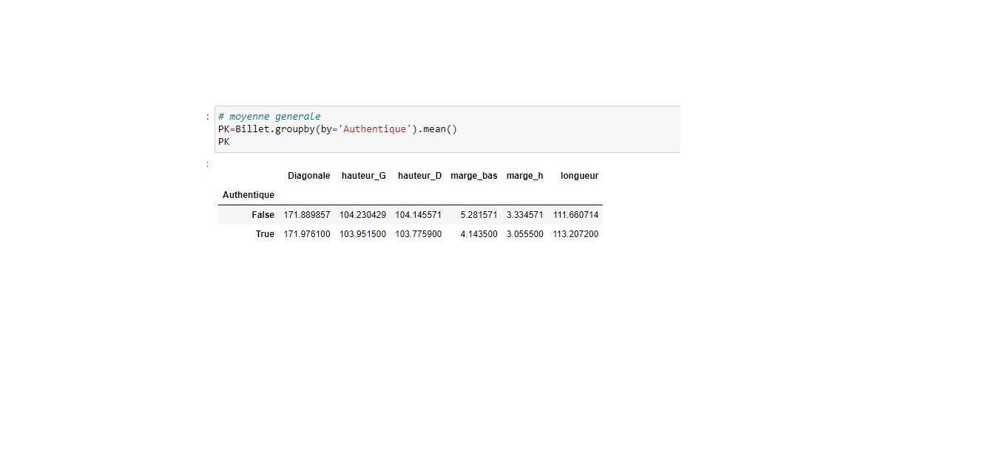 : # moyenne generale
PK=Billet.groupby(by='Authentique').mean()
PK
:
Diagonale hauteur_G hauteur_D marge_bas marge_h longueur
Authentique
False 171.889857 104.230429 104.145571 5.281571 3.334571 111.660714
True 171.976100 103.951500 103.775900 4.143500 3.055500 113.207200